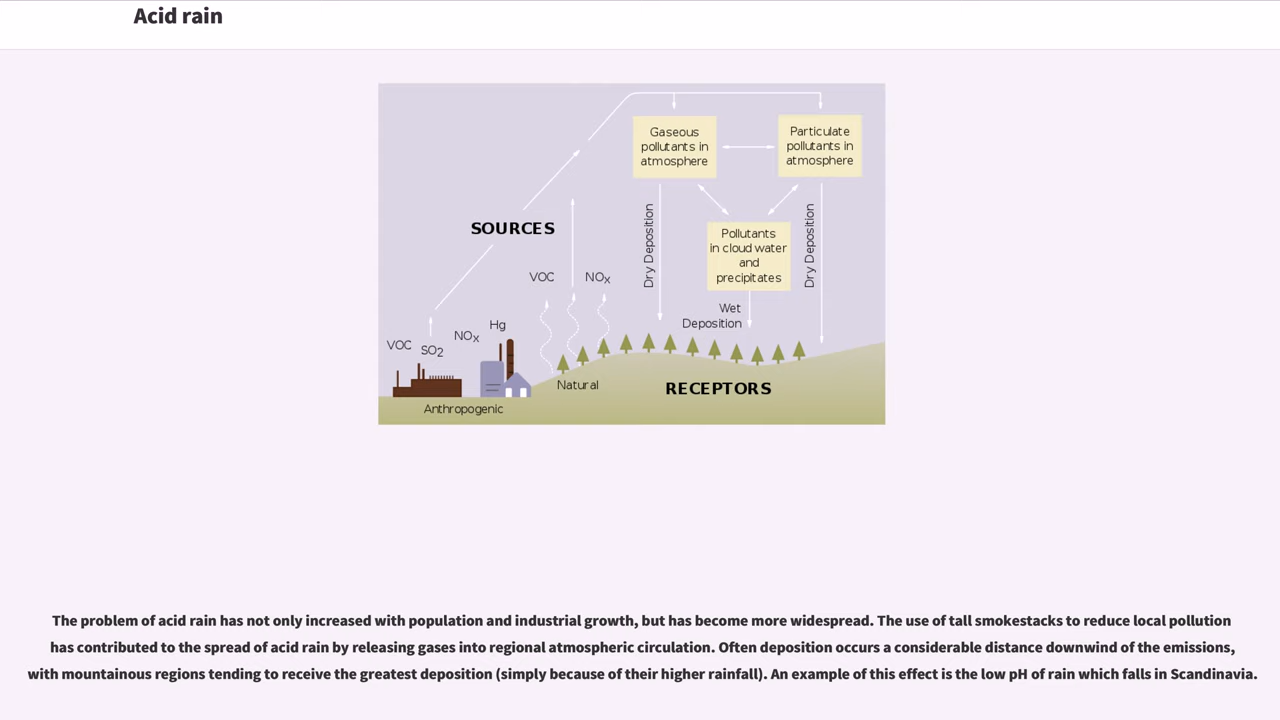 Acid rain
Gaseous
pollutants in
atmosphere
Particulate
pollutants in
atmosphere
SOURCES
Dry Deposition
Pollutants
in cloud water
and
precipitates
Dry Deposition
VOC
NOx
Wet
Deposition
VOC
SO2
NOx
Hg
Natural
RECEPTORS
Anthropogenic
The problem of acid rain has not only increased with population and industrial growth, but has become more widespread. The use of tall smokestacks to reduce local pollution
has contributed to the spread of acid rain by releasing gases into regional atmospheric circulation. Often deposition occurs a considerable distance downwind of the emissions,
with mountainous regions tending to receive the greatest deposition (simply because of their higher rainfall). An example of this effect is the low pH of rain which falls in Scandinavia.